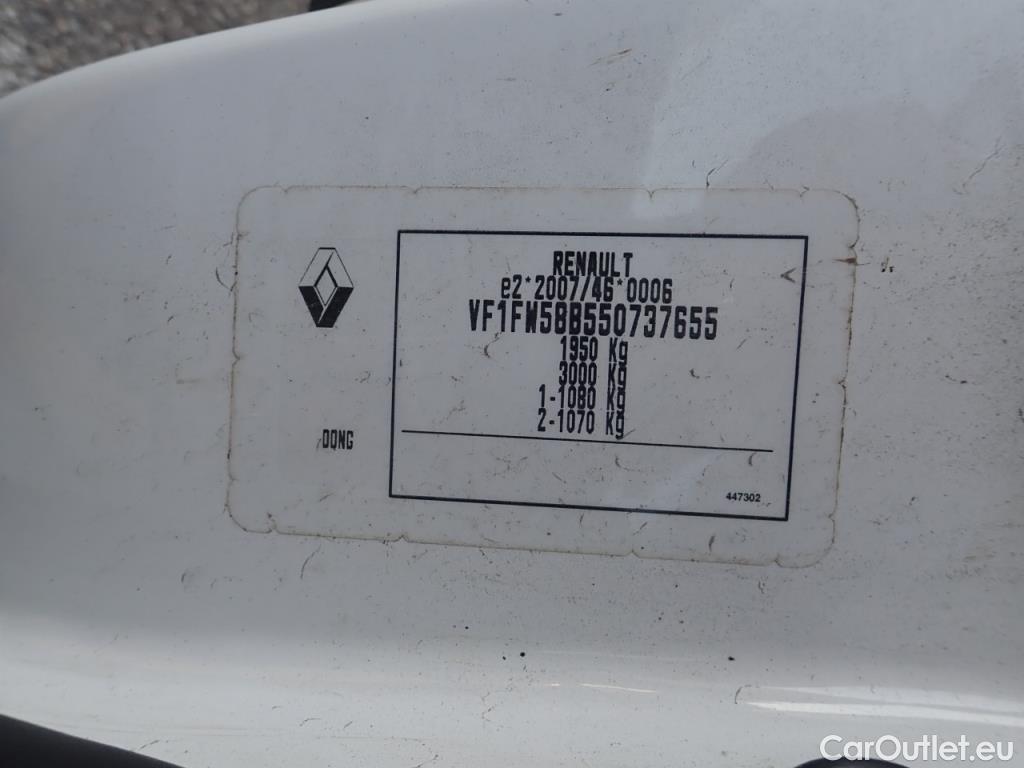 RENAULT
e2*2007/46*0006
VF1FW5BB550737655
1950 Kg
3000 Kg
1-1080 Kg
2-1070 Kg
DQNG
447302
CarOutlet.eu